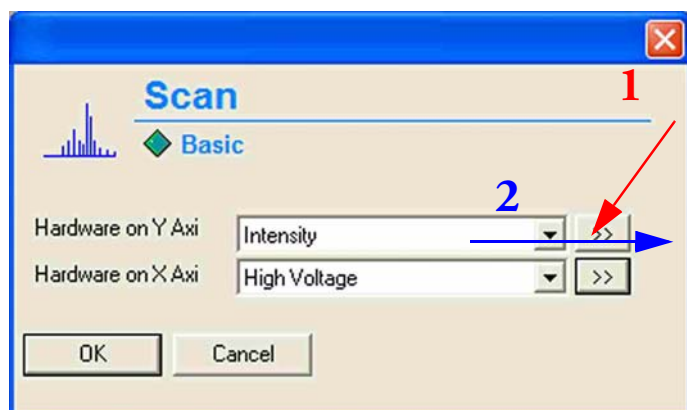 1
Scan
Basic
2
Hardware on Y Axi Intensity >>
Hardware on X Axi High Voltage >>
OK Cancel